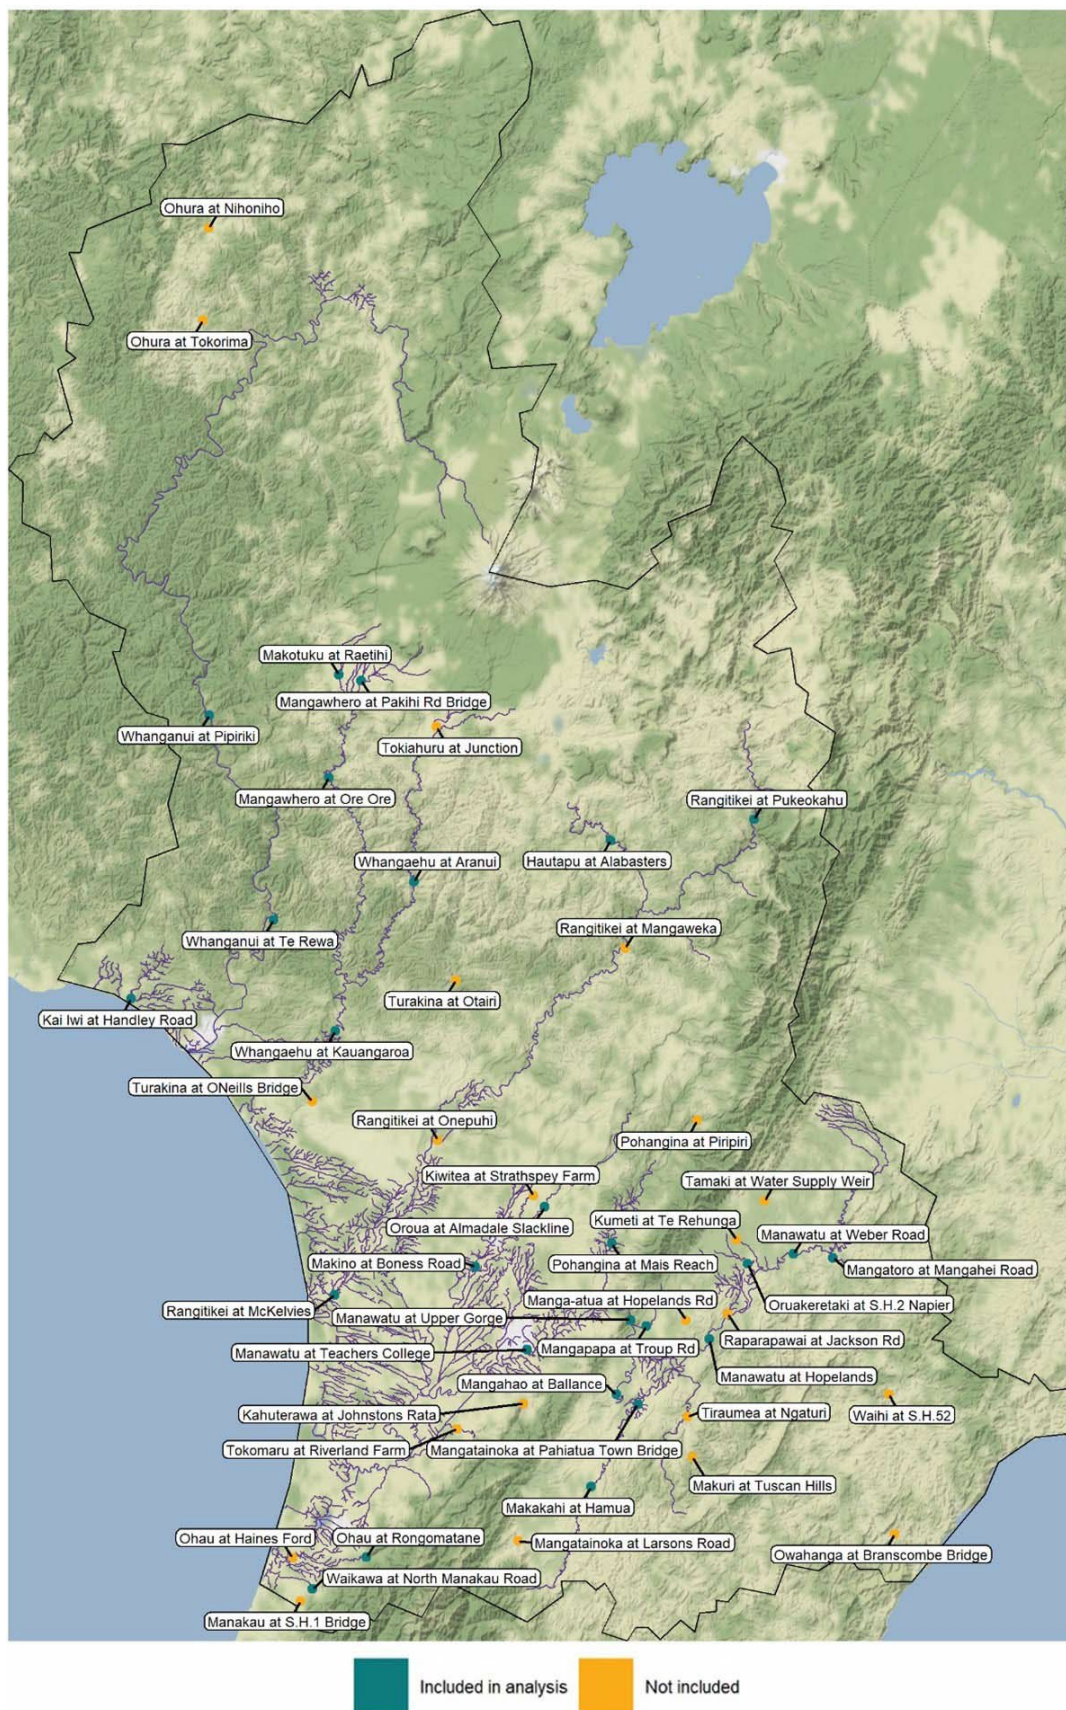 Ohura at Nihoniho
Ohura at Tokorima
Makotuku at Raetihi
Mangawhero at Pakihi Rd Bridge
Whanganui at Pipiriki
Tokiahuru at Junction
Mangawhero at Ore Ore
Rangitikei at Pukeokahu
Whangaehu at Aranui
Hautapu at Alabasters
Rangitikei at Mangaweka
Whanganui at Te Rewa
Turakina at Otairi
Kai Iwi at Handley Road
Whangaehu at Kauangaroa
Turakina at ONeills Bridge
Rangitikei at Onepuhi
Pohangina at Piripiri
Kiwitea at Strathspey Farm
Tamaki at Water Supply Weir
Oroua at Almadale Slackline
Kumeti at Te Rehunga
Manawatu at Weber Road
Makino at Boness Road
Pohangina at Mais Reach
Mangatoro at Mangahei Road
Manga-atua at Hopelands Rd
Oruakeretaki at S.H.2 Napier
Rangitikei at McKelvies
Manawatu at Upper Gorge
Raparapawai at Jackson Rd
Manawatu at Teachers College
Mangapapa at Troup Rd
Manawatu at Hopelands
Mangahao at Ballance
Kahuterawa at Johnstons Rata
Tiraumea at Ngaturi
Waihi at S.H.52
Tokomaru at Riverland Farm
Mangatainoka at Pahiatua Town Bridge
Makuri at Tuscan Hills
Makakahi at Hamua
Ohau at Haines Ford
Ohau at Rongomatane
Mangatainoka at Larsons Road
Owahanga at Branscombe Bridge
Waikawa at North Manakau Road
Manakau at S.H.1 Bridge
Included in analysis
Not included